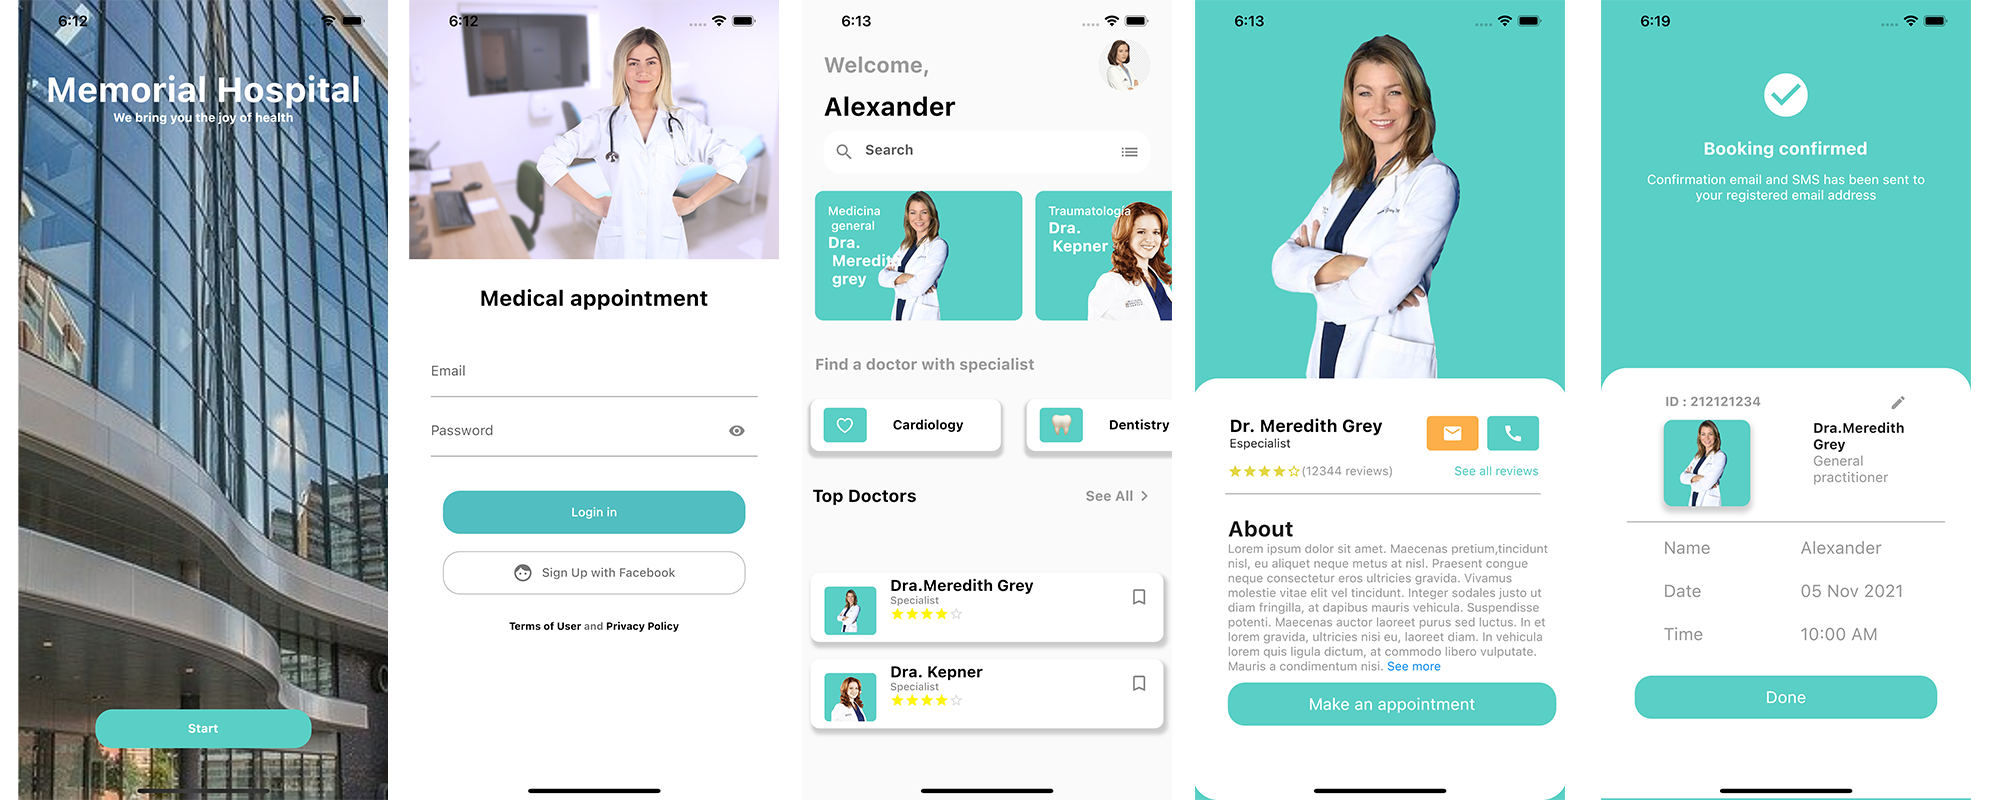 6:12
Memorial Hospital
We bring you the joy of health
Start
6:12
Medical appointment
Email
Password
Login in
Sign Up with Facebook
Terms of User and Privacy Policy
6:13
Welcome,
Alexander
Search
Medicina
general
Dra.
Meredith
grey
Traumatología
Dra.
Kepner
Find a doctor with specialist
Cardiology
Dentistry
Top Doctors
See All
Dra.Meredith Grey
Specialist
Dra. Kepner
Specialist
6:13
Dr. Meredith Grey
Especialist
(12344 reviews)
See all reviews
About
Lorem ipsum dolor sit amet. Maecenas pretium,tincidunt
nisl, eu aliquet neque metus at nisl. Praesent congue
neque consectetur eros ultricies gravida. Vivamus
molestie vitae elit vel tincidunt. Integer sodales justo ut
diam fringilla, at dapibus mauris vehicula. Suspendisse
potenti. Maecenas auctor laoreet purus sed luctus. In et
lorem gravida, ultricies nisi eu, laoreet diam. In vehicula
lorem quis ligula dictum, at commodo libero vulputate.
Mauris a condimentum nisi. See more
Make an appointment
6:19
Booking confirmed
Confirmation email and SMS has been sent to
your registered email address
ID : 212121234
Dra.Meredith
Grey
General
practitioner
Name
Alexander
Date
05 Nov 2021
Time
10:00 AM
Done